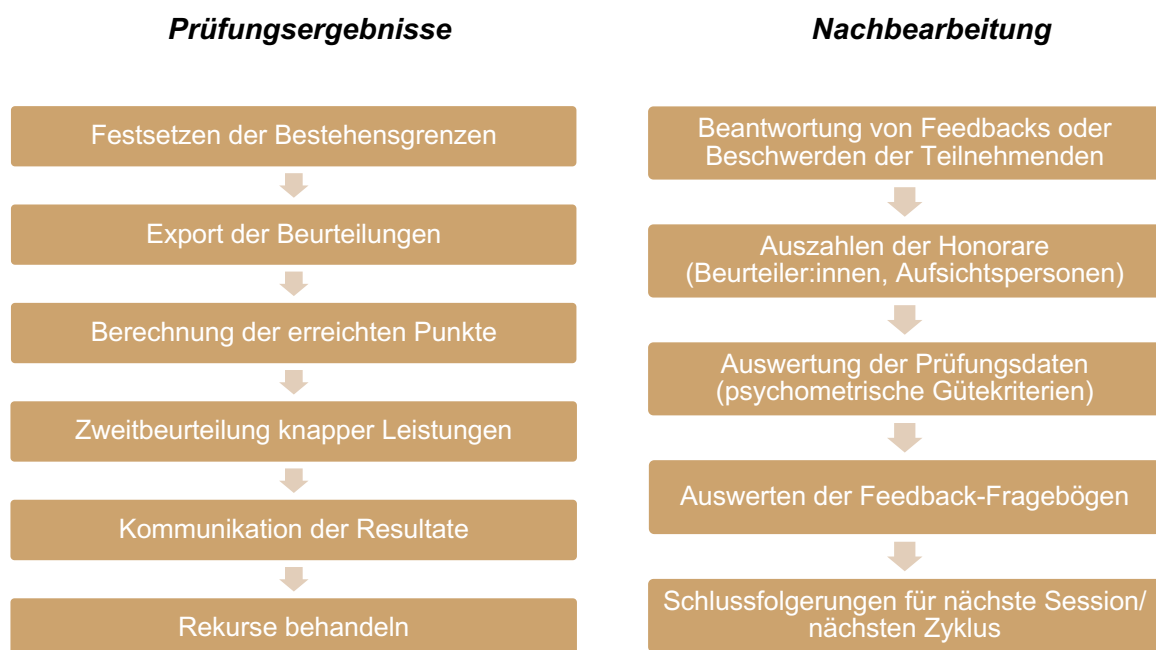 Prüfungsergebnisse
Festsetzen der Bestehensgrenzen
Export der Beurteilungen
Berechnung der erreichten Punkte
Zweitbeurteilung knapper Leistungen
Kommunikation der Resultate
Rekurse behandeln
Nachbearbeitung
Beantwortung von Feedbacks oder
Beschwerden der Teilnehmenden
Auszahlen der Honorare
(Beurteiler:innen, Aufsichtspersonen)
Auswertung der Prüfungsdaten
(psychometrische Gütekriterien)
Auswerten der Feedback-Fragebögen
Schlussfolgerungen für nächste Session/
nächsten Zyklus